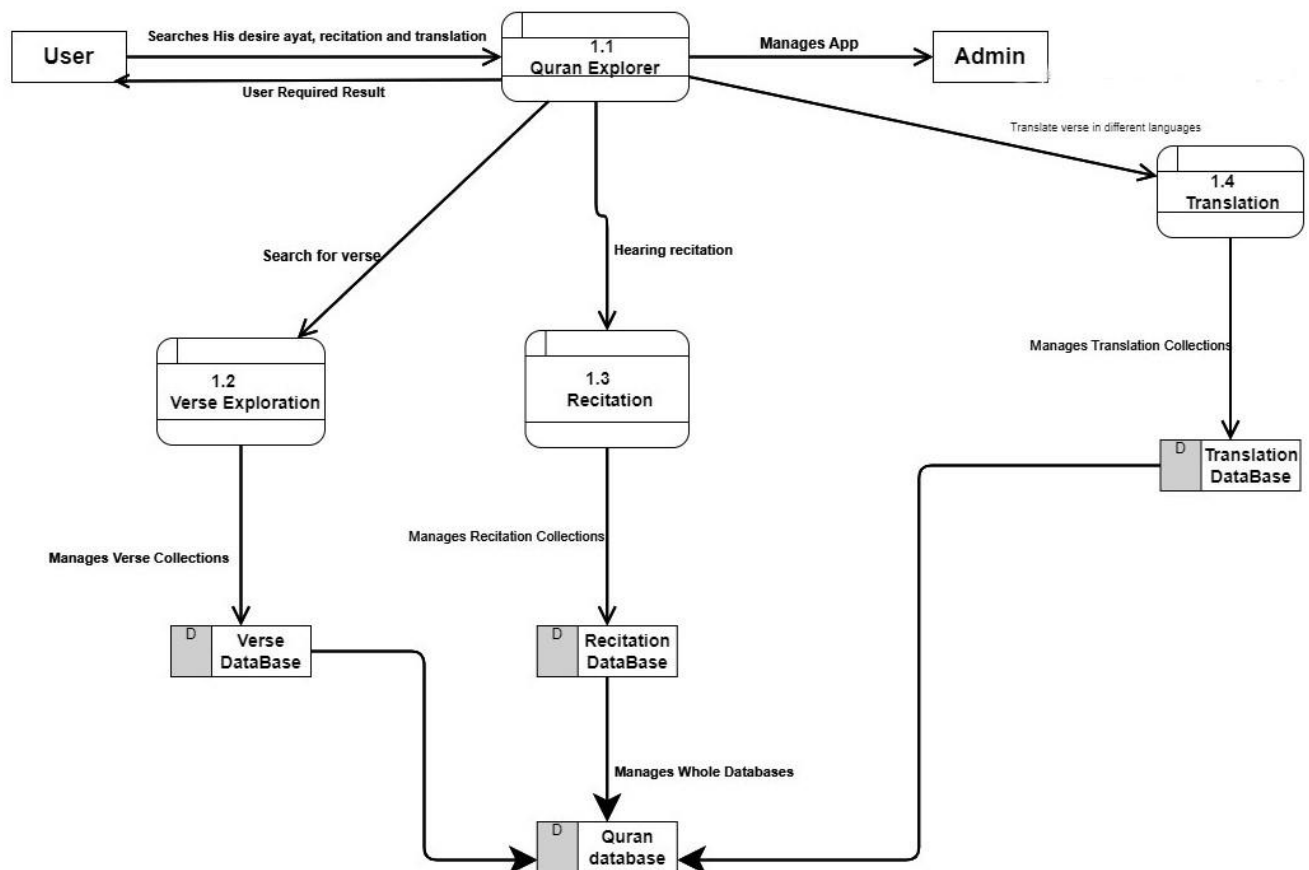 User
Searches His desire ayat, recitation and translation
User Required Result
1.1
Quran Explorer
Manages App
Admin
Translate verse in different languages
1.4
Translation
Search for verse
Hearing recitation
1.2
Verse Exploration
1.3
Recitation
Manages Translation Collections
D
Translation
DataBase
Manages Verse Collections
Manages Recitation Collections
D
Verse
DataBase
D
Recitation
DataBase
Manages Whole Databases
D
Quran
database